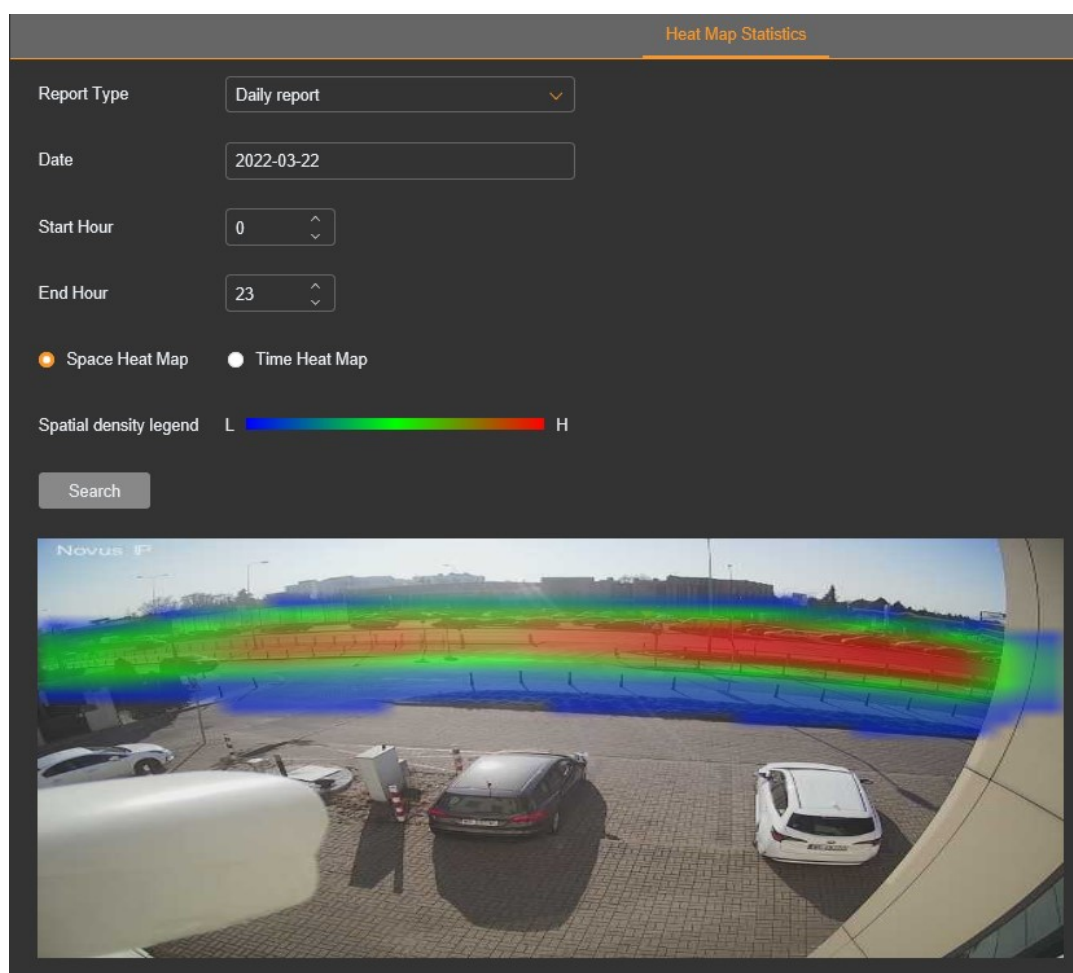 Heat Map Statistics
Report Type Daily report
Date 2022-03-22
Start Hour 0
End Hour 23
Space Heat Map Time Heat Map
Spatial density legend L H
Search
Novus IP